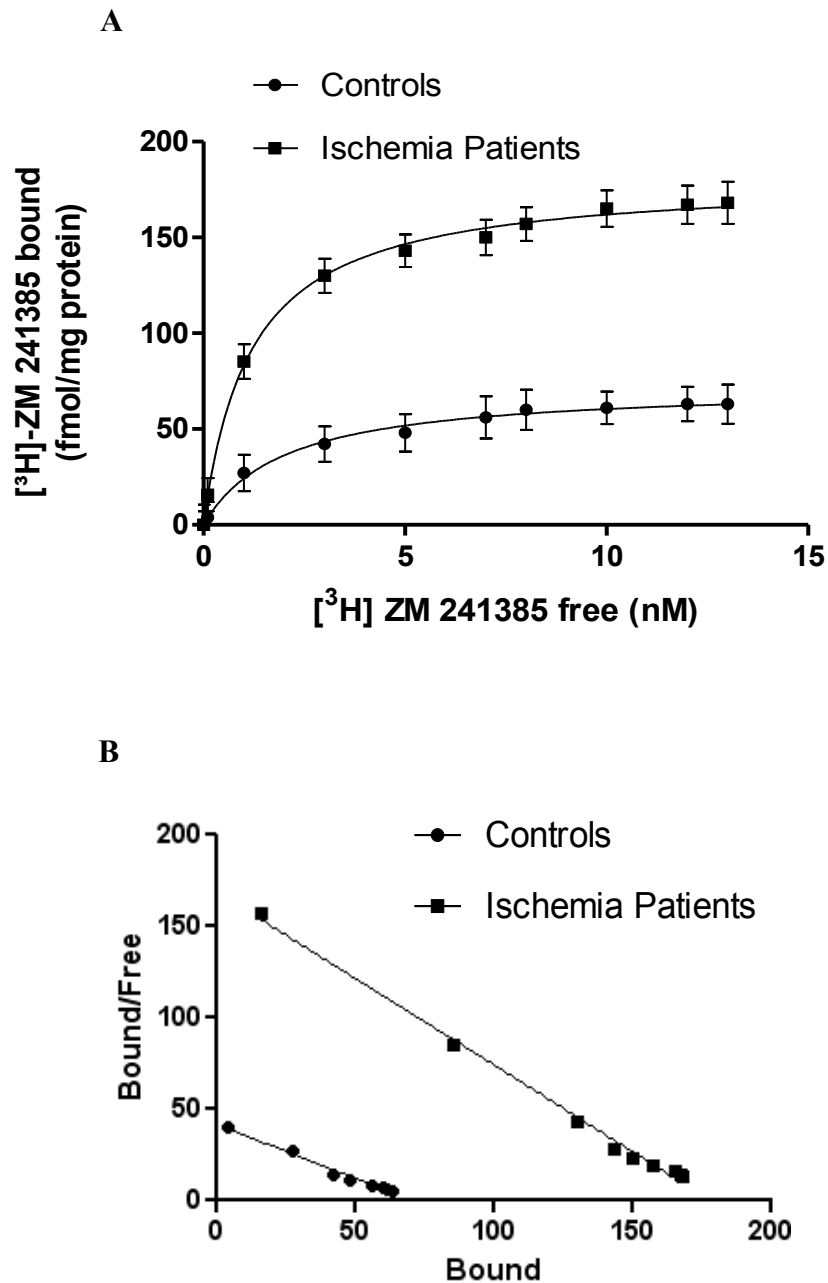 A
Controls
Ischemia Patients
200
150
100
50
0
[³H]-ZM 241385 bound
(fmol/mg protein)
0 5 10 15
[³H] ZM 241385 free (nM)
B
Controls
Ischemia Patients
200
150
100
50
0
Bound/Free
0 50 100 150 200
Bound